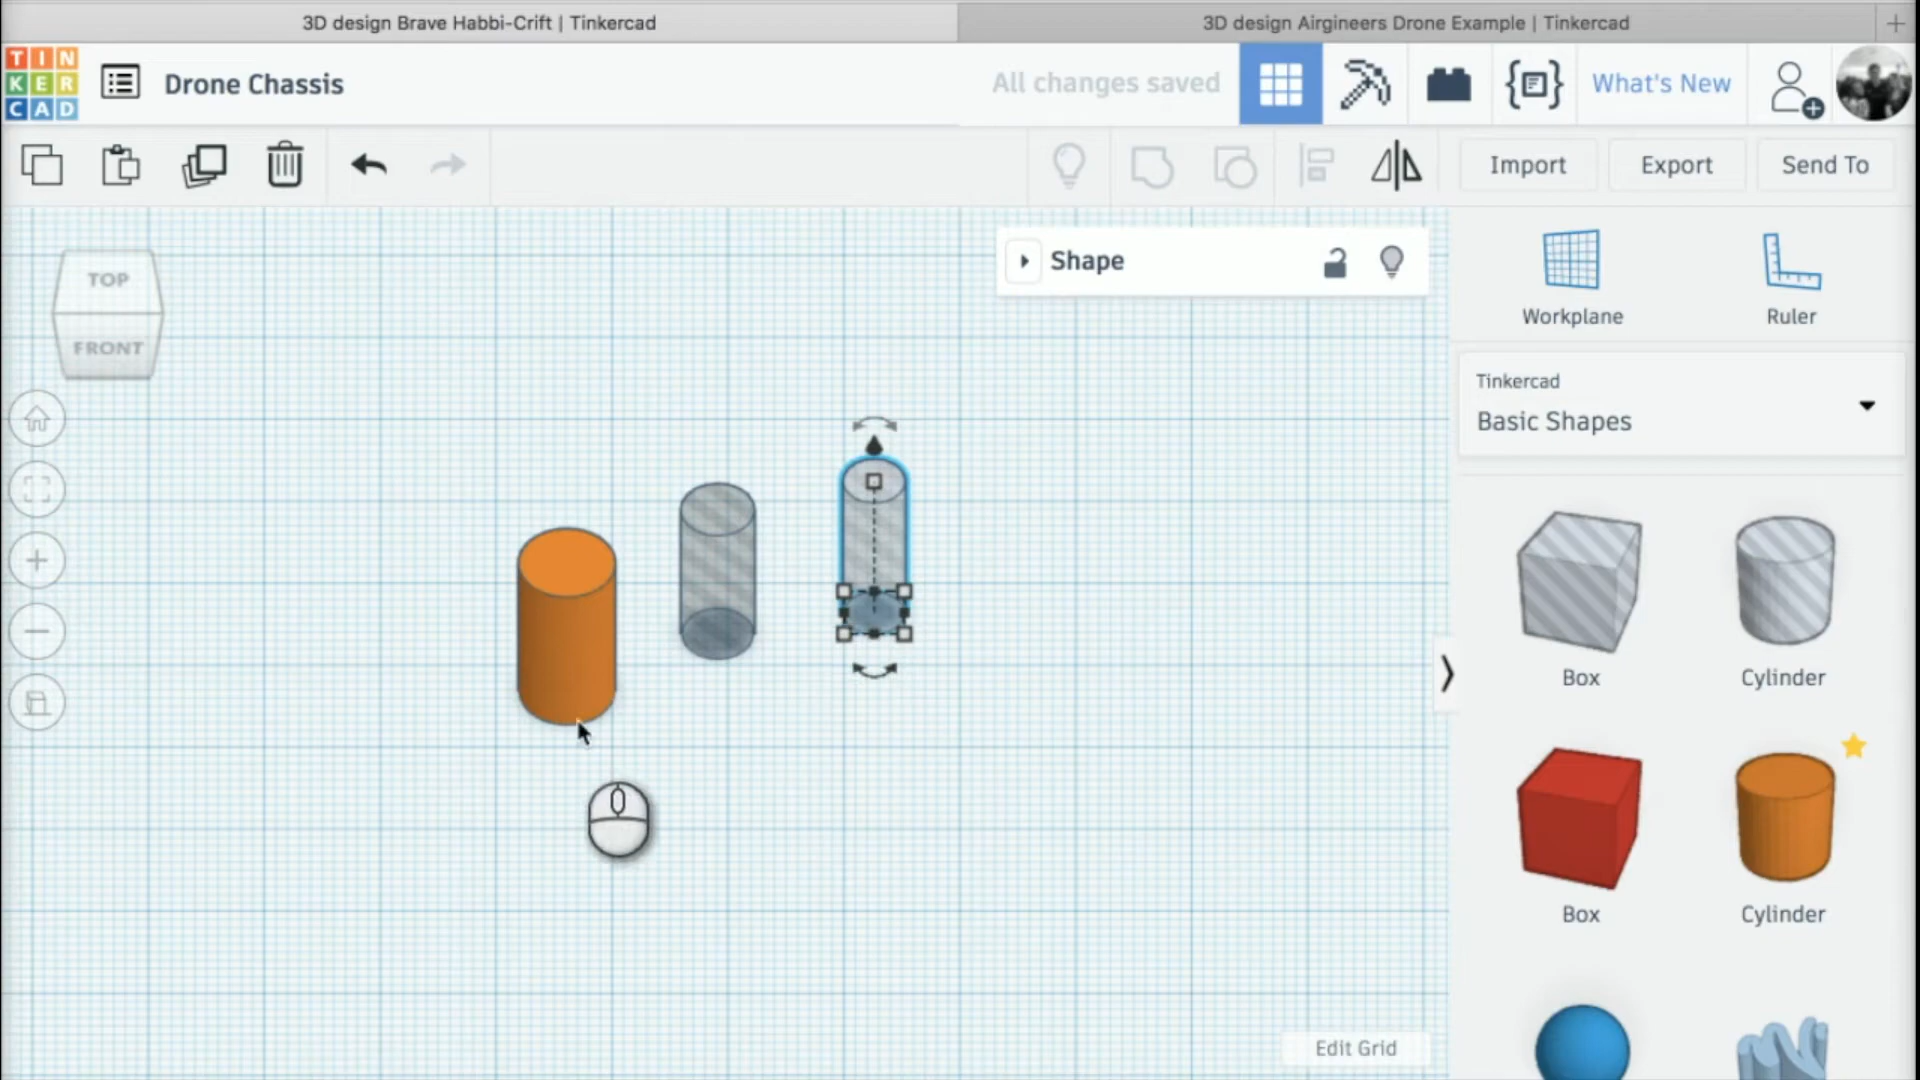 3D design Brave Habbi-Crift | Tinkercad
3D design Airgineers Drone Example | Tinkercad
TIN
KER
CAD
Drone Chassis
All changes saved
What's New
Import
Export
Send To
TOP
FRONT
Shape
Workplane
Ruler
Tinkercad
Basic Shapes
Box
Cylinder
Box
Cylinder
Edit Grid